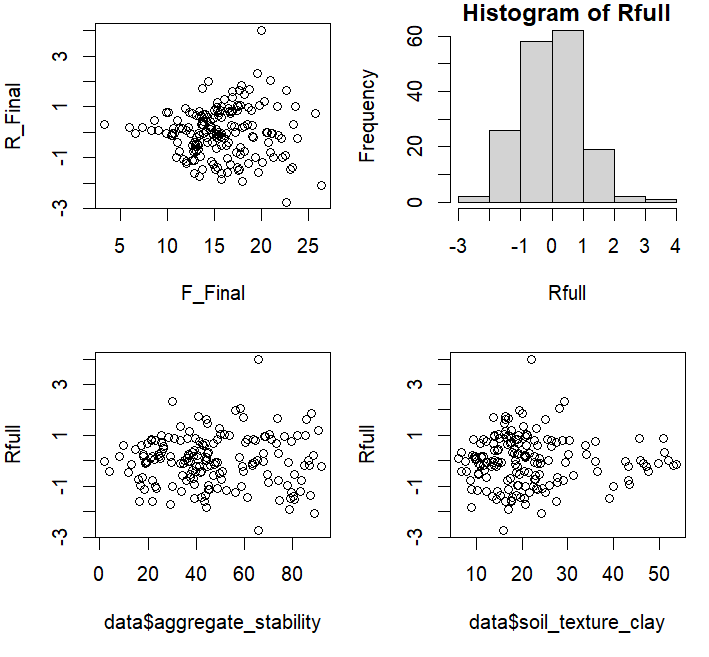 R_Final
3
1
-1
-3
5 10 15 20 25
F_Final
Histogram of Rfull
Frequency
60
20
0
-3 -1 0 1 2 3 4
Rfull
Rfull
3
1
-1
-3
0 20 40 60 80
data$aggregate_stability
Rfull
3
1
-1
-3
10 20 30 40 50
data$soil_texture_clay